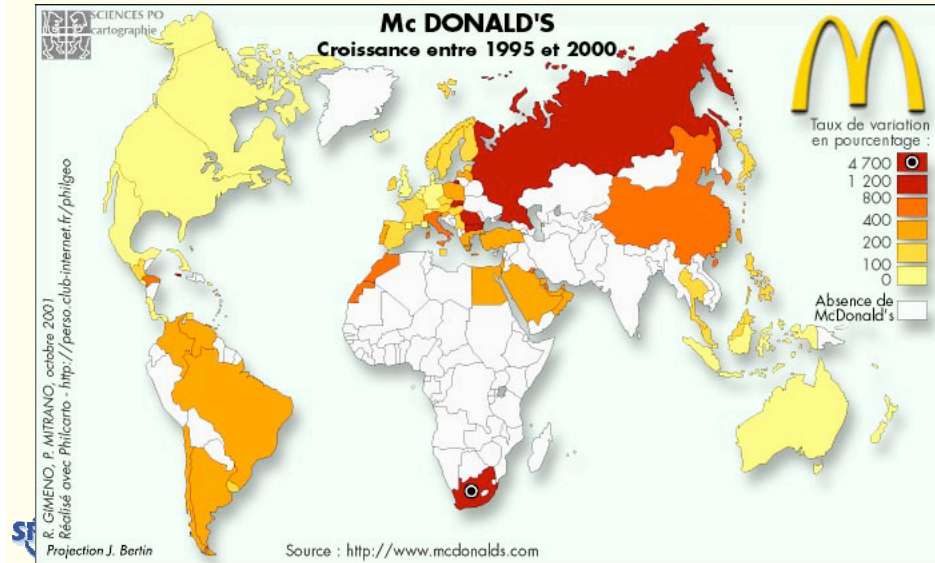 SCIENCES PO
cartographie
Mc DONALD'S
Croissance entre 1995 et 2000
Taux de variation
en pourcentage :
4 700
1 200
800
400
200
100
0
Absence de
McDonald's
R. GIMENO, P. MITRANO, octobre 2001
Réalisé avec Philcarto - http://perso.club-internet.fr/philgeo
Projection J. Bertin
Source : http://www.mcdonalds.com